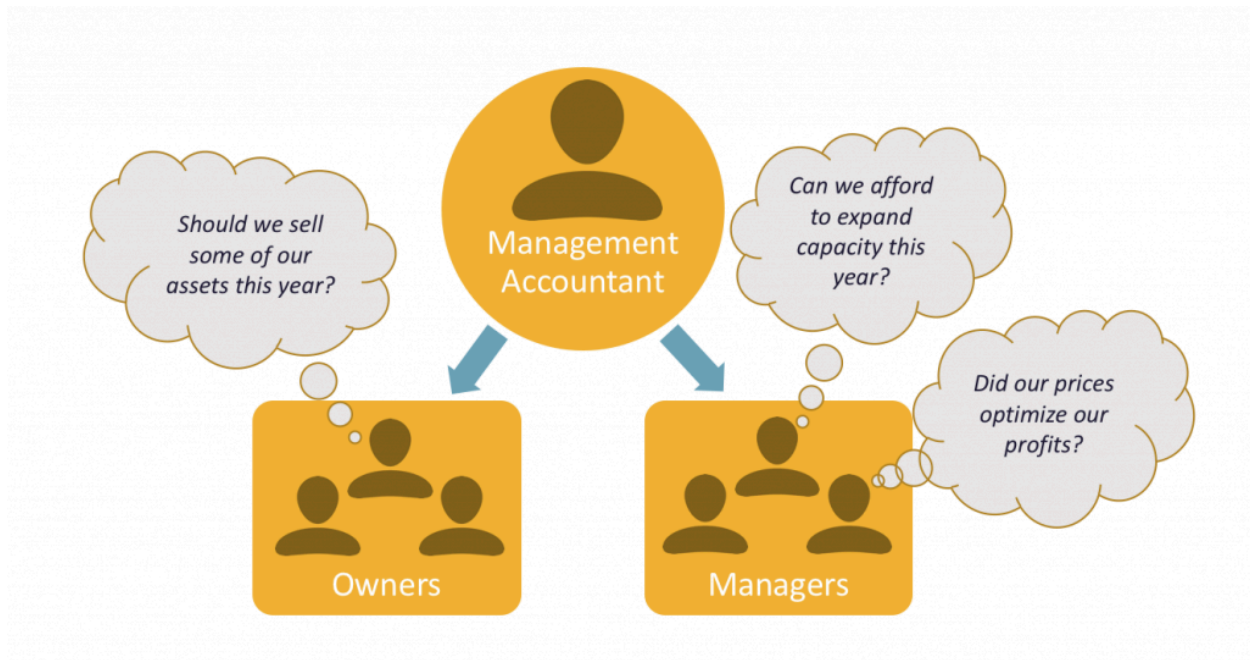 Management
Accountant
Should we sell
some of our
assets this year?
Can we afford
to expand
capacity this
year?
Did our prices
optimize our
profits?
Owners
Managers